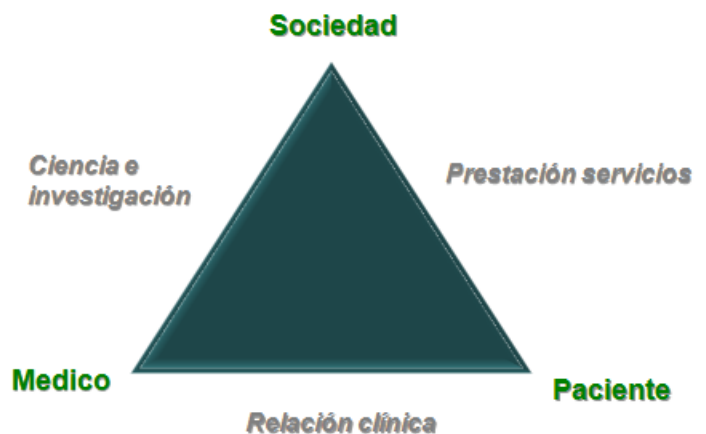 Sociedad
Ciencia e
investigación
Prestación servicios
Medico
Paciente
Relación clínica